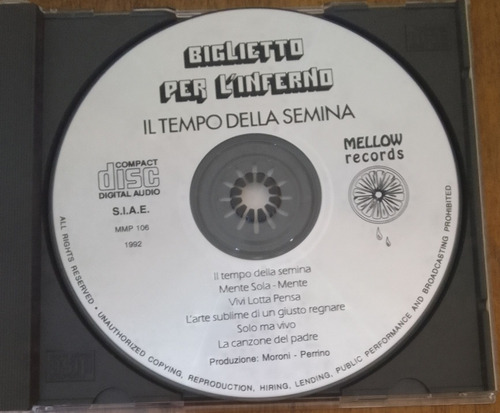 BIGLIETTO
PER L'INFERNO
IL TEMPO DELLA SEMINA
COMPACT
disc
DIGITAL AUDIO
S.I.A.E.
MMP 106
1992
MELLOW
records
Il tempo della semina
Mente Sola - Mente
Vivi Lotta Pensa
L'arte sublime di un giusto regnare
Solo ma vivo
La canzone del padre
Produzione: Moroni - Perrino
ALL RIGHTS RESERVED • UNAUTHORIZED COPYING, REPRODUCTION, HIRING, LENDING, PUBLIC PERFORMANCE AND BROADCASTING PROHIBITED